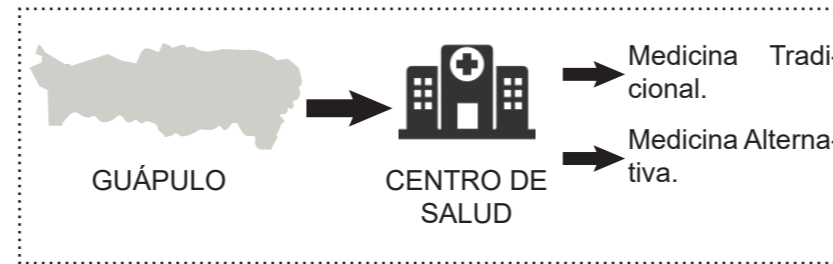 GUÁPULO
CENTRO DE
SALUD
Medicina Tradi-
cional.
Medicina Alterna-
tiva.